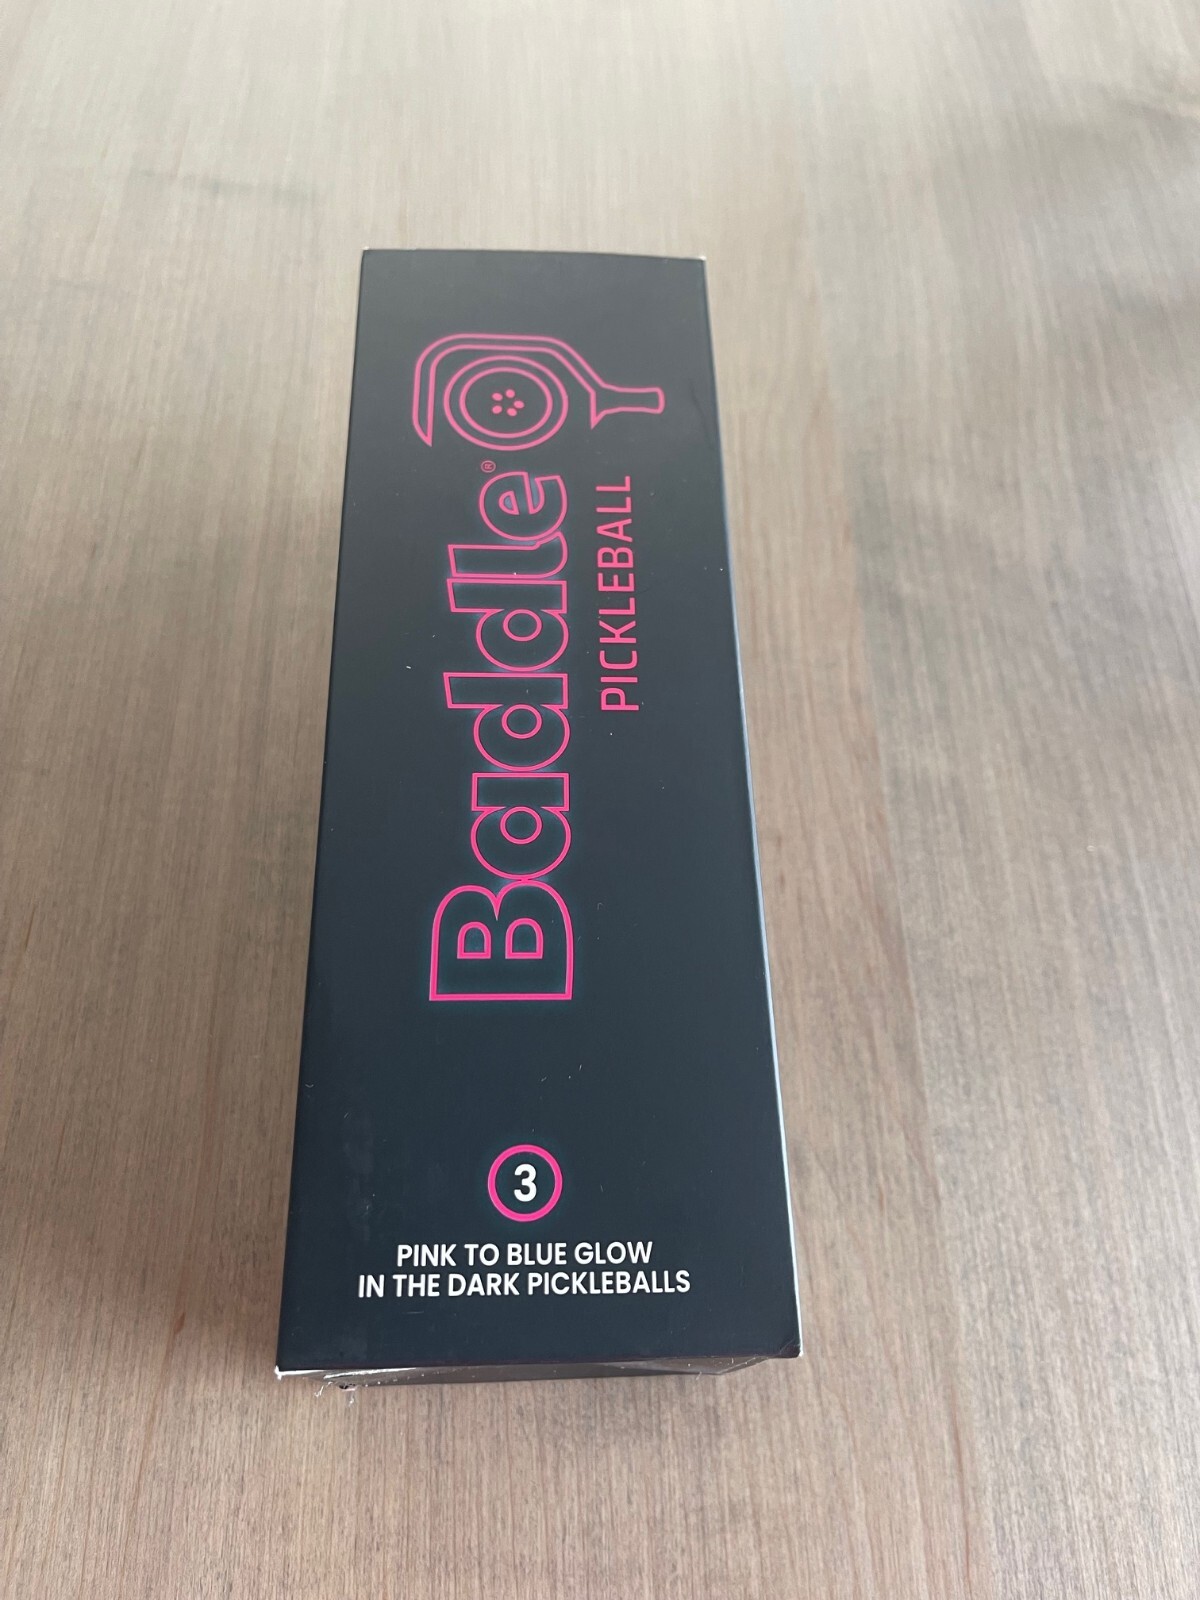 Baddle®
PICKLEBALL
3
PINK TO BLUE GLOW
IN THE DARK PICKLEBALLS